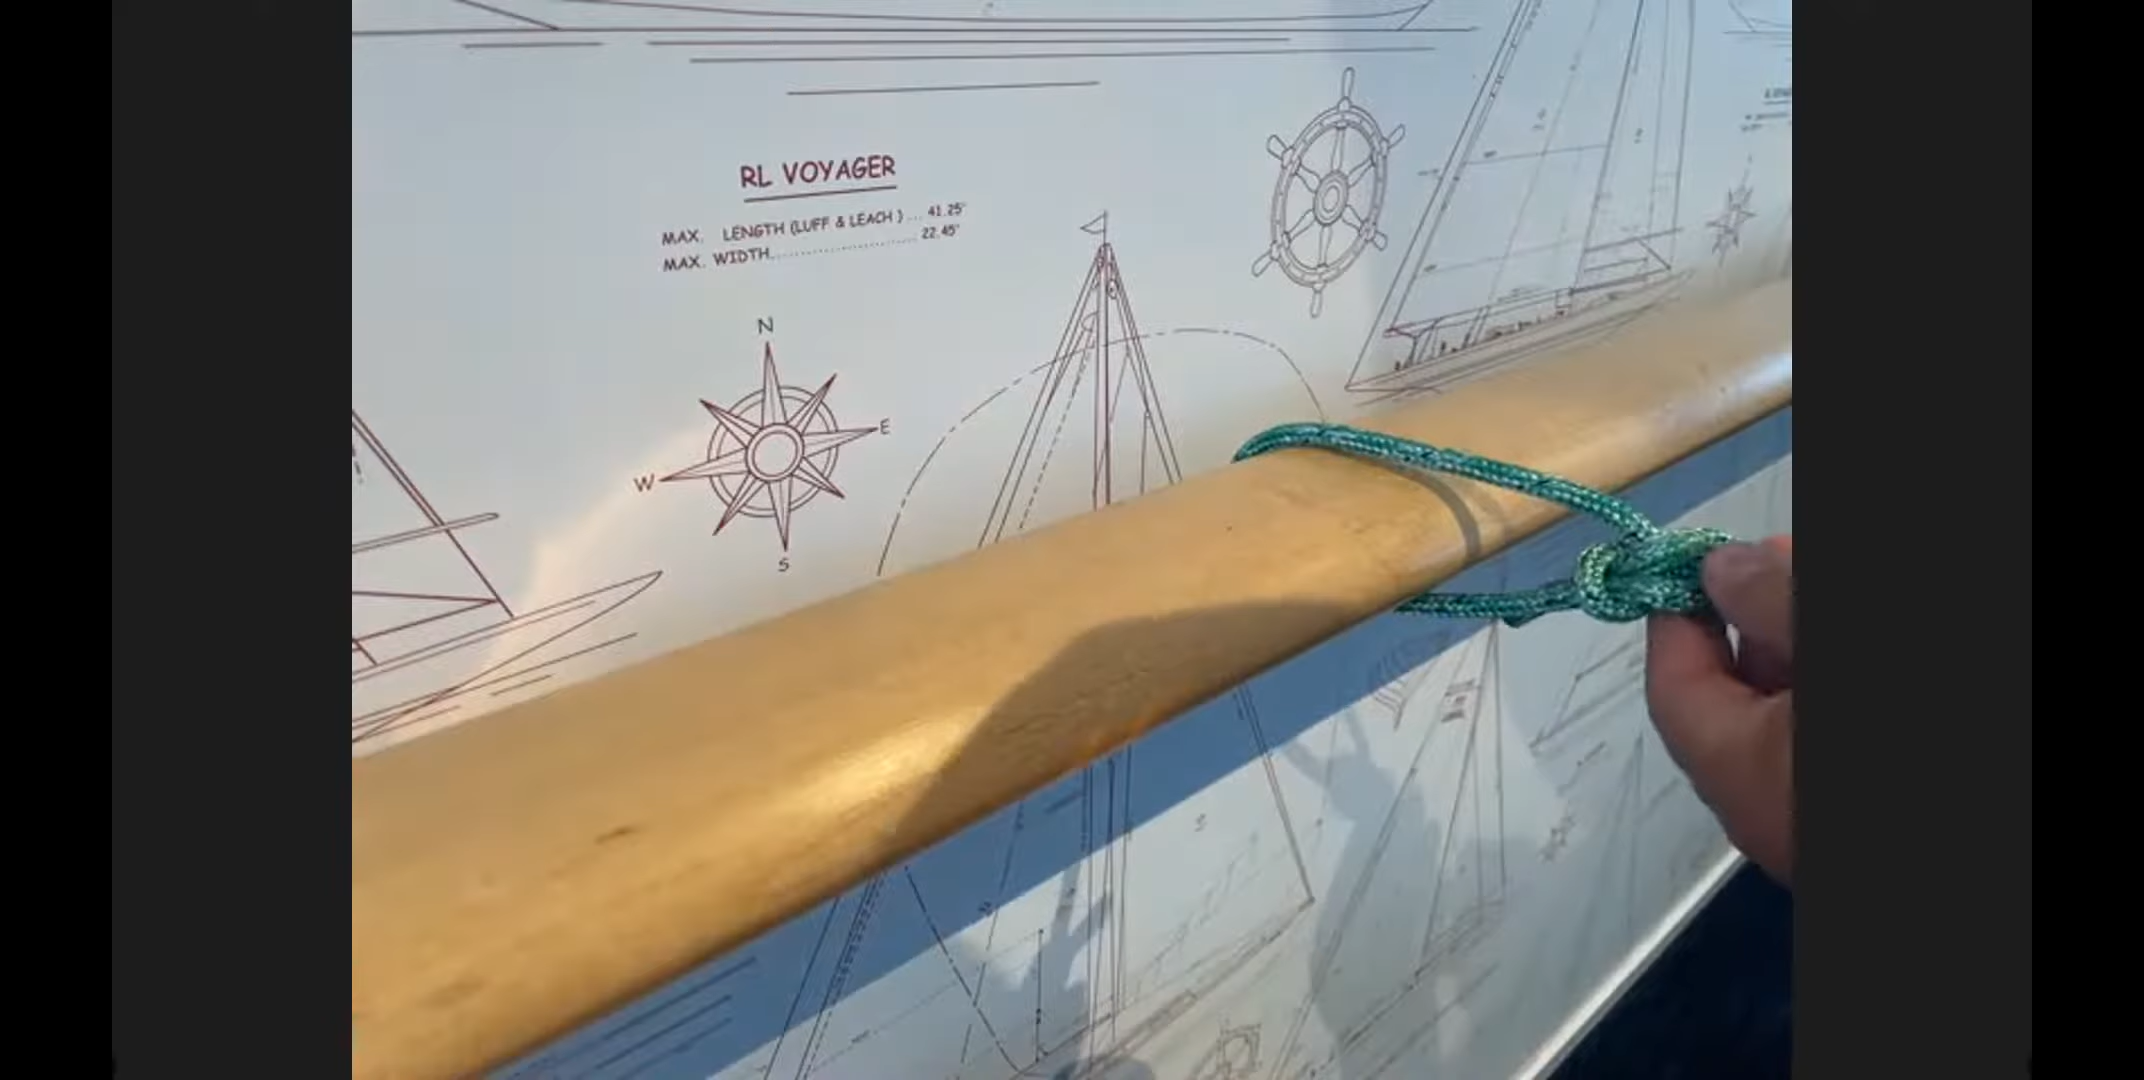 RL VOYAGER
MAX. LENGTH (LUFF & LEACH) ... 41.25"
MAX. WIDTH........................ 22.45"
N
E
W
S